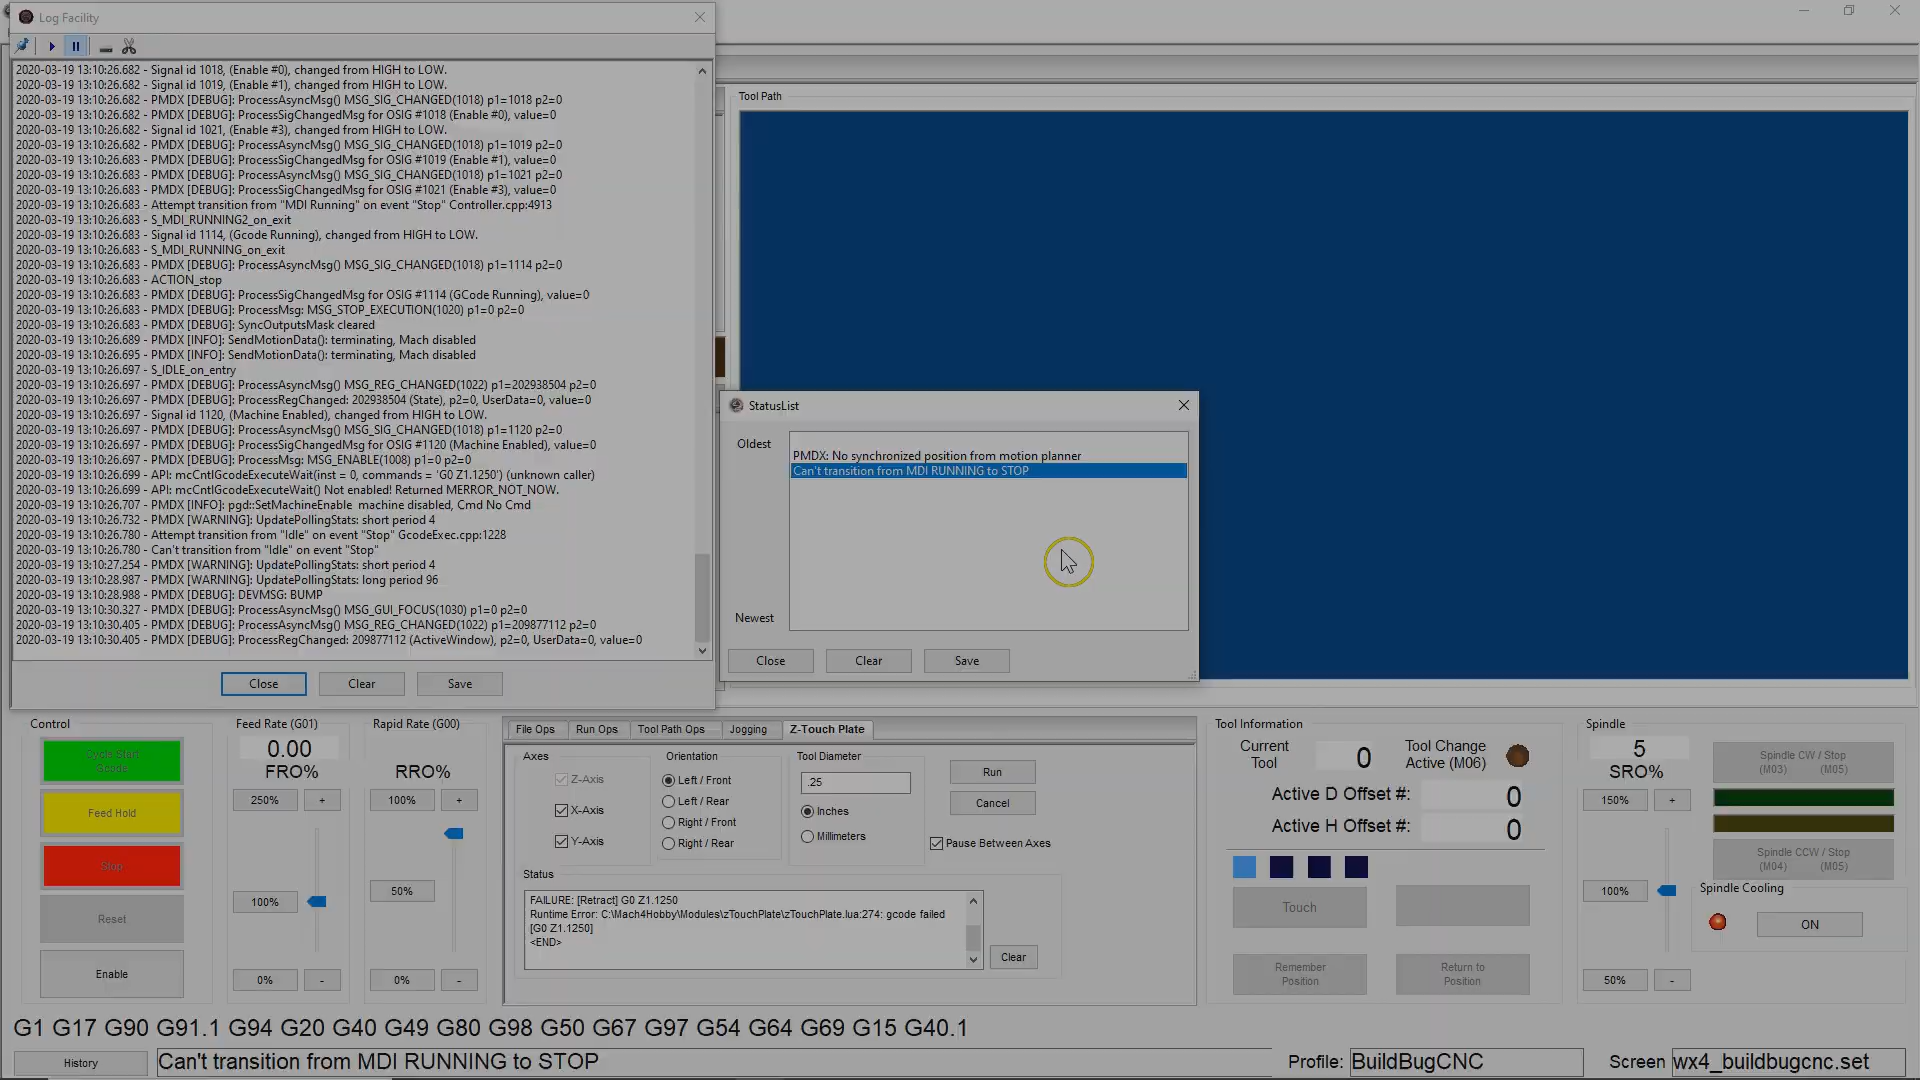 Log Facility
2020-03-19 13:10:26.682 - Signal id 1018, (Enable #0), changed from HIGH to LOW.
2020-03-19 13:10:26.682 - Signal id 1019, (Enable #1), changed from HIGH to LOW.
2020-03-19 13:10:26.682 - PMDX [DEBUG]: ProcessAsyncMsg() MSG_SIG_CHANGED(1018) p1=1018 p2=0
2020-03-19 13:10:26.682 - PMDX [DEBUG]: ProcessSigChangedMsg for OSIG #1018 (Enable #0), value=0
2020-03-19 13:10:26.682 - Signal id 1021, (Enable #3), changed from HIGH to LOW.
2020-03-19 13:10:26.682 - PMDX [DEBUG]: ProcessAsyncMsg() MSG_SIG_CHANGED(1018) p1=1019 p2=0
2020-03-19 13:10:26.682 - PMDX [DEBUG]: ProcessSigChangedMsg for OSIG #1019 (Enable #1), value=0
2020-03-19 13:10:26.683 - PMDX [DEBUG]: ProcessAsyncMsg() MSG_SIG_CHANGED(1018) p1=1021 p2=0
2020-03-19 13:10:26.683 - PMDX [DEBUG]: ProcessSigChangedMsg for OSIG #1021 (Enable #3), value=0
2020-03-19 13:10:26.683 - Attempt transition from "MDI Running" on event "Stop" Controller.cpp:4913
2020-03-19 13:10:26.683 - S_MDI_RUNNING2_on_exit
2020-03-19 13:10:26.683 - Signal id 1114, (Gcode Running), changed from HIGH to LOW.
2020-03-19 13:10:26.683 - S_MDI_RUNNING_on_exit
2020-03-19 13:10:26.683 - PMDX [DEBUG]: ProcessAsyncMsg() MSG_SIG_CHANGED(1018) p1=1114 p2=0
2020-03-19 13:10:26.683 - ACTION_stop
2020-03-19 13:10:26.683 - PMDX [DEBUG]: ProcessSigChangedMsg for OSIG #1114 (GCode Running), value=0
2020-03-19 13:10:26.683 - PMDX [DEBUG]: ProcessMsg: MSG_STOP_EXECUTION(1020) p1=0 p2=0
2020-03-19 13:10:26.683 - PMDX [DEBUG]: SyncOutputsMask cleared
2020-03-19 13:10:26.689 - PMDX [INFO]: SendMotionData(): terminating, Mach disabled
2020-03-19 13:10:26.695 - PMDX [INFO]: SendMotionData(): terminating, Mach disabled
2020-03-19 13:10:26.697 - S_IDLE_on_entry
2020-03-19 13:10:26.697 - PMDX [DEBUG]: ProcessAsyncMsg() MSG_REG_CHANGED(1022) p1=202938504 p2=0
2020-03-19 13:10:26.697 - PMDX [DEBUG]: ProcessRegChanged: 202938504 (State), p2=0, UserData=0, value=0
2020-03-19 13:10:26.697 - Signal id 1120, (Machine Enabled), changed from HIGH to LOW.
2020-03-19 13:10:26.697 - PMDX [DEBUG]: ProcessAsyncMsg() MSG_SIG_CHANGED(1018) p1=1120 p2=0
2020-03-19 13:10:26.697 - PMDX [DEBUG]: ProcessSigChangedMsg for OSIG #1120 (Machine Enabled), value=0
2020-03-19 13:10:26.697 - PMDX [DEBUG]: ProcessMsg: MSG_ENABLE(1008) p1=0 p2=0
2020-03-19 13:10:26.699 - API: mcCntlGcodeExecuteWait(inst = 0, commands = 'G0 Z1.1250') (unknown caller)
2020-03-19 13:10:26.699 - API: mcCntlGcodeExecuteWait() Not enabled! Returned MERROR_NOT_NOW.
2020-03-19 13:10:26.707 - PMDX [INFO]: pgd::SetMachineEnable machine disabled, Cmd No Cmd
2020-03-19 13:10:26.732 - PMDX [WARNING]: UpdatePollingStats: short period 4
2020-03-19 13:10:26.780 - Attempt transition from "Idle" on event "Stop" GcodeExec.cpp:1228
2020-03-19 13:10:26.780 - Can't transition from "Idle" on event "Stop"
2020-03-19 13:10:27.254 - PMDX [WARNING]: UpdatePollingStats: short period 4
2020-03-19 13:10:28.987 - PMDX [WARNING]: UpdatePollingStats: long period 96
2020-03-19 13:10:28.988 - PMDX [DEBUG]: DEVMSG: BUMP
2020-03-19 13:10:30.327 - PMDX [DEBUG]: ProcessAsyncMsg() MSG_GUI_FOCUS(1030) p1=0 p2=0
2020-03-19 13:10:30.405 - PMDX [DEBUG]: ProcessAsyncMsg() MSG_REG_CHANGED(1022) p1=209877112 p2=0
2020-03-19 13:10:30.405 - PMDX [DEBUG]: ProcessRegChanged: 209877112 (ActiveWindow), p2=0, UserData=0, value=0
Close Clear Save
Tool Path
StatusList
Oldest
PMDX: No synchronized position from motion planner
Can't transition from MDI RUNNING to STOP
Newest
Close Clear Save
Control
Cycle Start
Gcode
Feed Hold
Stop
Reset
Enable
Feed Rate (G01)
0.00
FRO%
250% +
100%
0% -
Rapid Rate (G00)
RRO%
100% +
50%
0% -
File Ops Run Ops Tool Path Ops Jogging Z-Touch Plate
Axes
Z-Axis
X-Axis
Y-Axis
Orientation
Left / Front
Left / Rear
Right / Front
Right / Rear
Tool Diameter
.25
Inches
Millimeters
Run
Cancel
Pause Between Axes
Status
FAILURE: [Retract] G0 Z1.1250
Runtime Error: C:\Mach4Hobby\Modules\zTouchPlate\zTouchPlate.lua:274: gcode failed
[G0 Z1.1250]
<END>
Clear
Tool Information
Current
Tool
0
Tool Change
Active (M06)
Active D Offset #: 0
Active H Offset #: 0
Touch
Remember
Position
Return to
Position
Spindle
5
SRO%
150% +
100%
50% -
Spindle CW / Stop
(M03) (M05)
Spindle CCW / Stop
(M04) (M05)
Spindle Cooling
ON
G1 G17 G90 G91.1 G94 G20 G40 G49 G80 G98 G50 G67 G97 G54 G64 G69 G15 G40.1
History Can't transition from MDI RUNNING to STOP Profile: BuildBugCNC Screen wx4_buildbugcnc.set